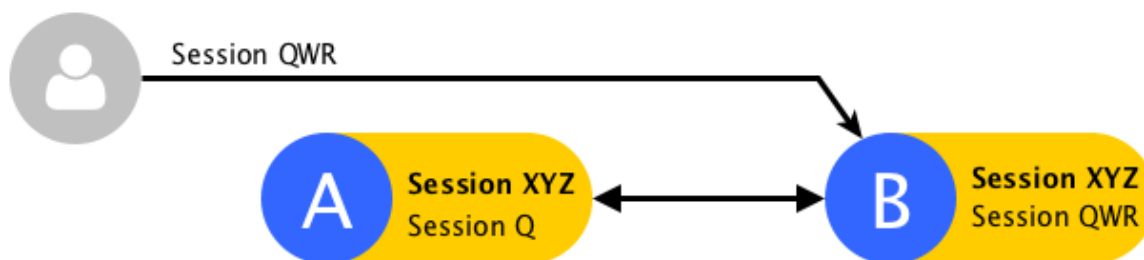 Session QWR
A
Session XYZ
Session Q
B
Session XYZ
Session QWR